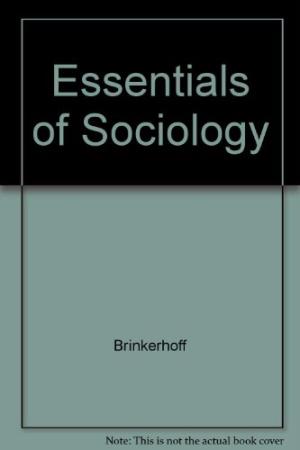 Essentials
of Sociology
Brinkerhoff
Note: This is not the actual book cover